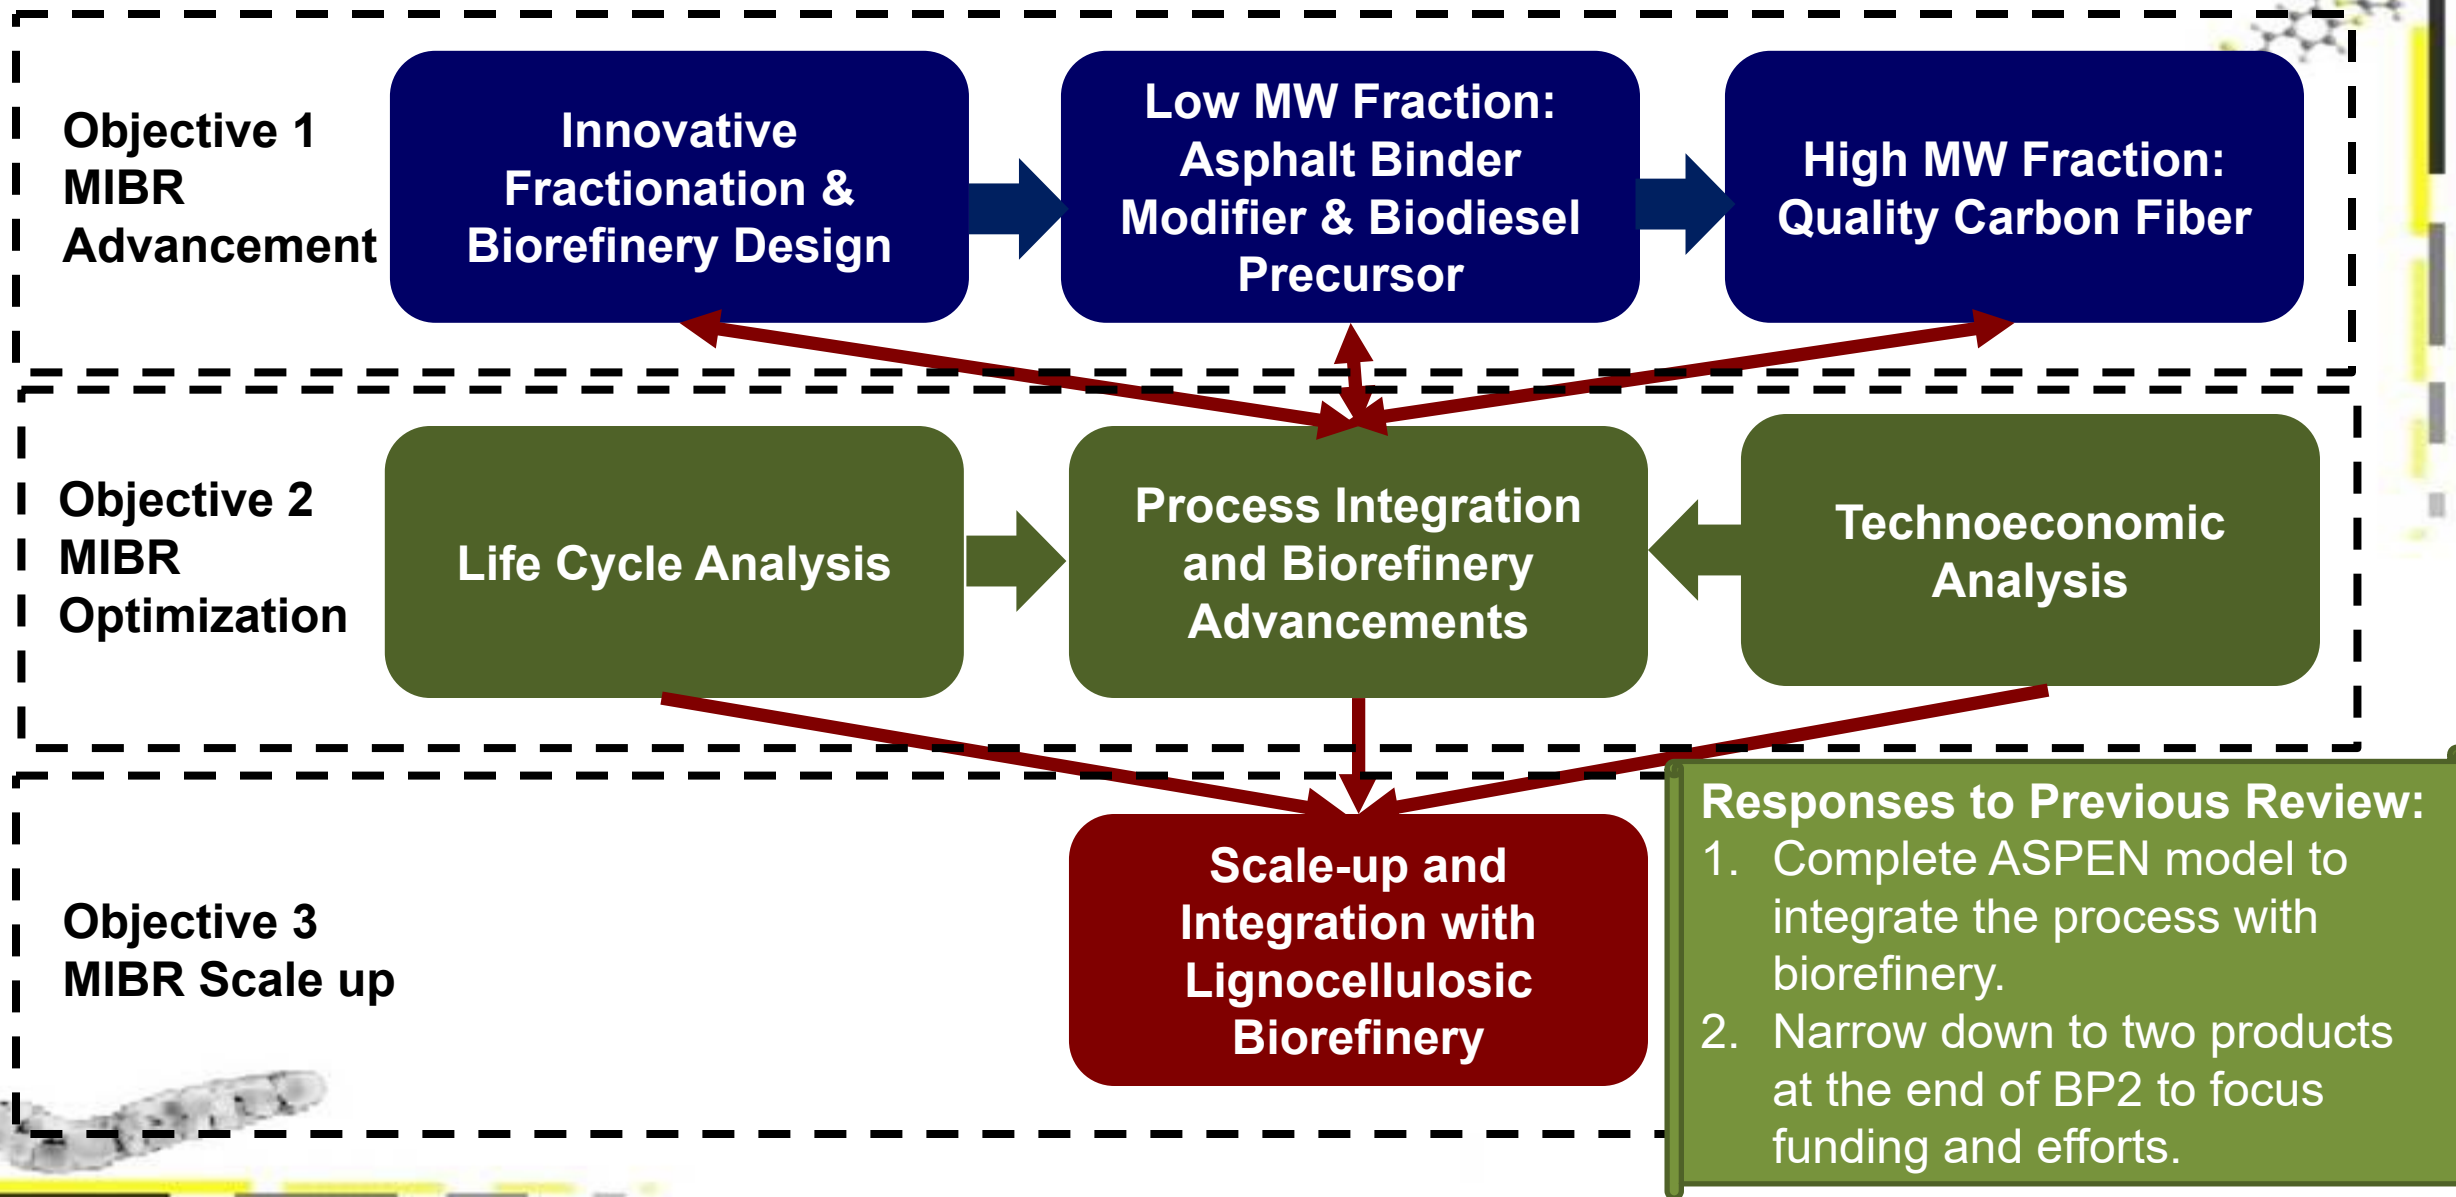 Objective 1
MIBR
Advancement
Innovative
Fractionation &
Biorefinery Design
Low MW Fraction:
Asphalt Binder
Modifier & Biodiesel
Precursor
High MW Fraction:
Quality Carbon Fiber
Objective 2
MIBR
Optimization
Life Cycle Analysis
Process Integration
and Biorefinery
Advancements
Technoeconomic
Analysis
Objective 3
MIBR Scale up
Scale-up and
Integration with
Lignocellulosic
Biorefinery
Responses to Previous Review:
1. Complete ASPEN model to
integrate the process with
biorefinery.
2. Narrow down to two products
at the end of BP2 to focus
funding and efforts.